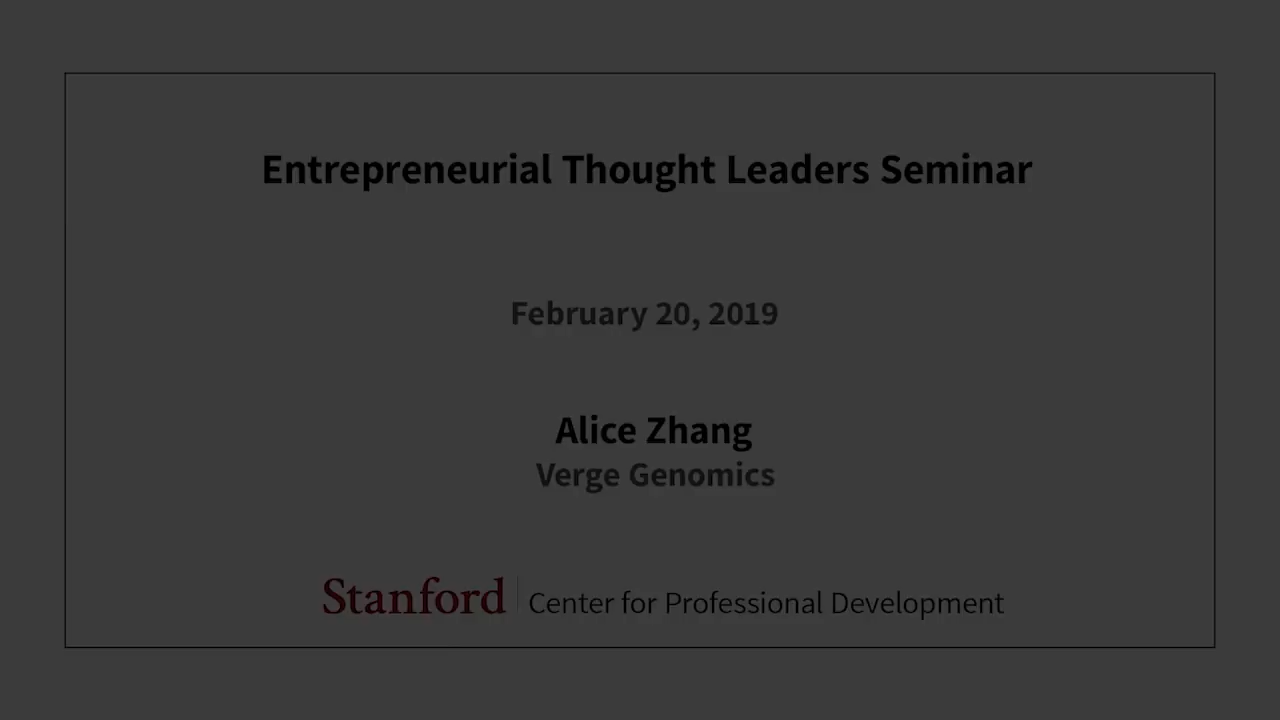 Entrepreneurial Thought Leaders Seminar
February 20, 2019
Alice Zhang
Verge Genomics
Stanford Center for Professional Development